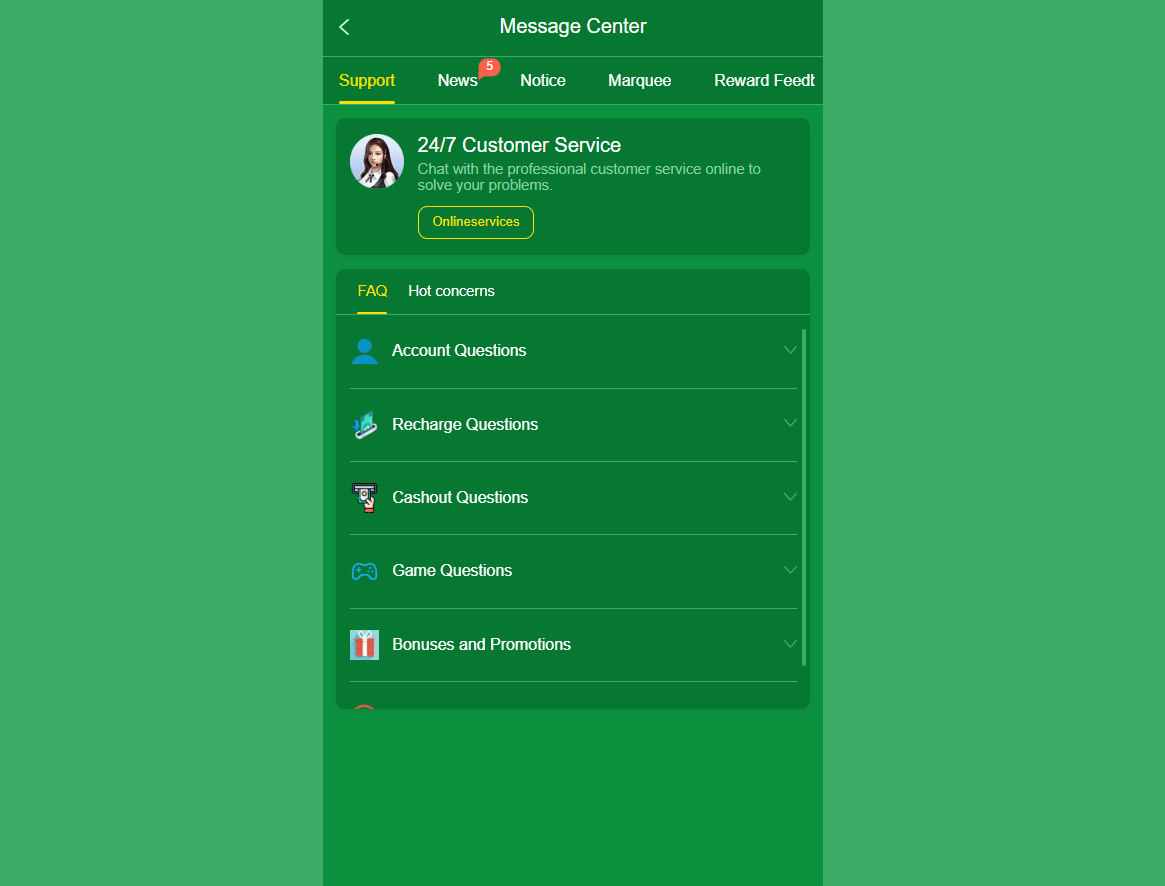 Message Center
Support
News
5
Notice
Marquee
Reward Feedb
24/7 Customer Service
Chat with the professional customer service online to
solve your problems.
Onlineservices
FAQ
Hot concerns
Account Questions
Recharge Questions
Cashout Questions
Game Questions
Bonuses and Promotions